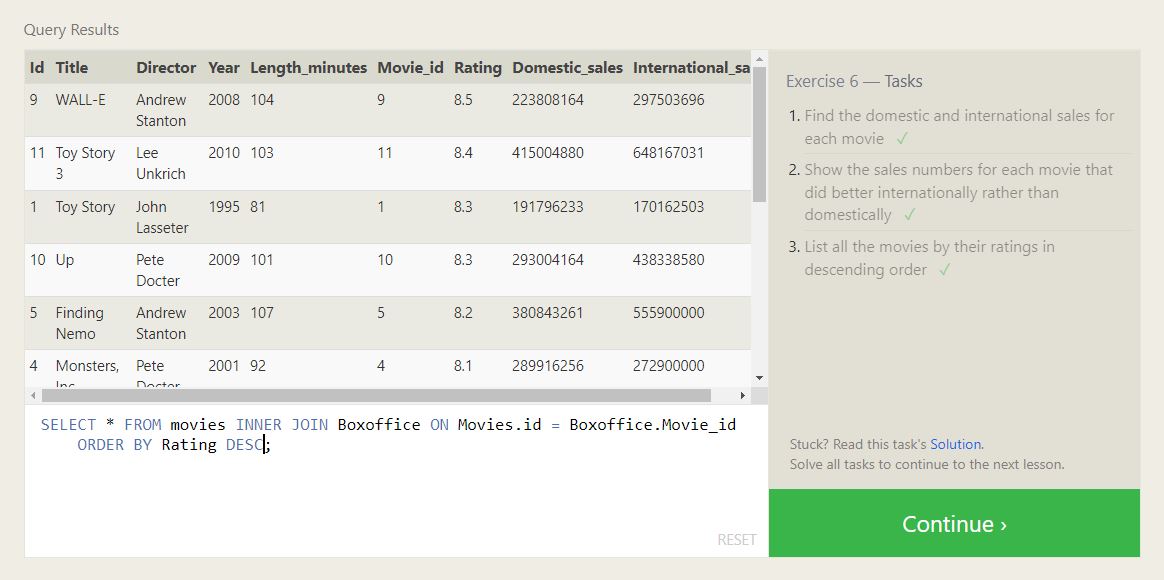 Query Results
Id Title Director Year Length_minutes Movie_id Rating Domestic_sales International_sa
9 WALL-E Andrew 2008 104 9 8.5 223808164 297503696
Stanton
11 Toy Story Lee 2010 103 11 8.4 415004880 648167031
3 Unkrich
1 Toy Story John 1995 81 1 8.3 191796233 170162503
Lasseter
10 Up Pete 2009 101 10 8.3 293004164 438338580
Docter
5 Finding Andrew 2003 107 5 8.2 380843261 555900000
Nemo Stanton
4 Monsters, Pete 2001 92 4 8.1 289916256 272900000
Inc. Docter
SELECT * FROM movies INNER JOIN Boxoffice ON Movies.id = Boxoffice.Movie_id
ORDER BY Rating DESC;
RESET
Exercise 6 — Tasks
1. Find the domestic and international sales for
each movie ✓
2. Show the sales numbers for each movie that
did better internationally rather than
domestically ✓
3. List all the movies by their ratings in
descending order ✓
Stuck? Read this task's Solution.
Solve all tasks to continue to the next lesson.
Continue ›